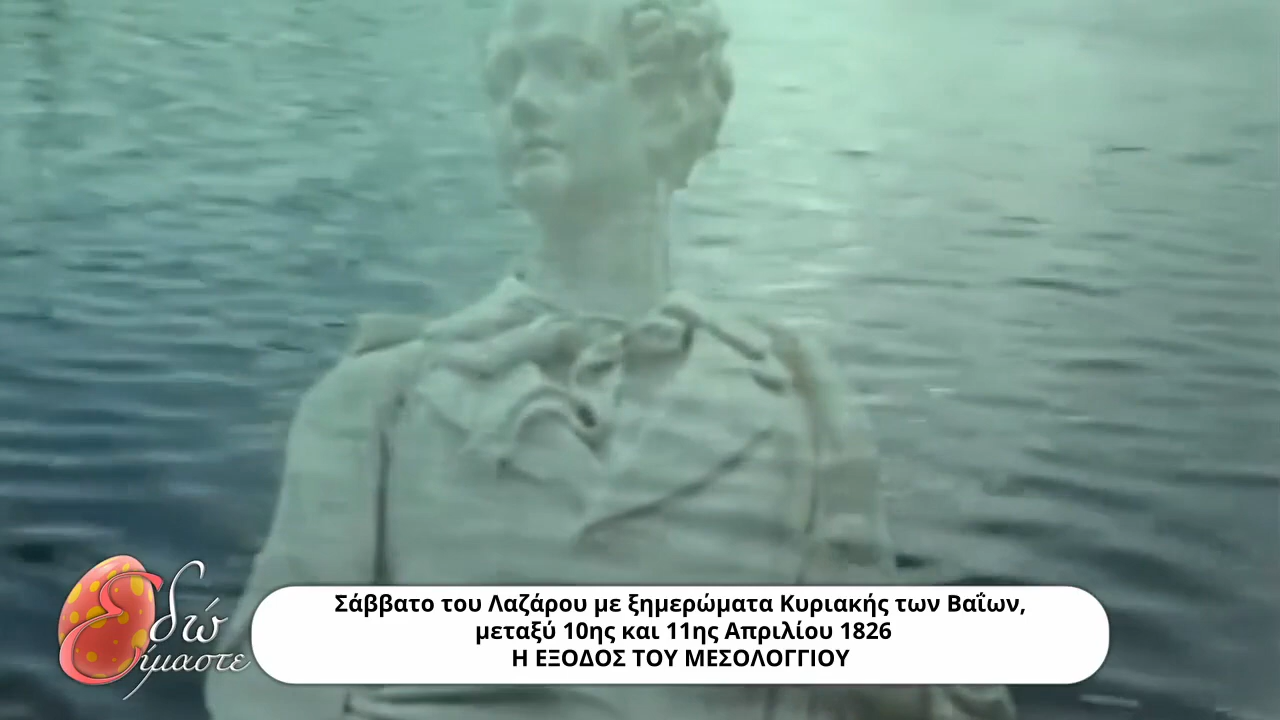 Σάββατο του Λαζάρου με ξημερώματα Κυριακής των Βαΐων,
μεταξύ 10ης και 11ης Απριλίου 1826
Η ΕΞΟΔΟΣ ΤΟΥ ΜΕΣΟΛΟΓΓΙΟΥ
Εδώ
είμαστε